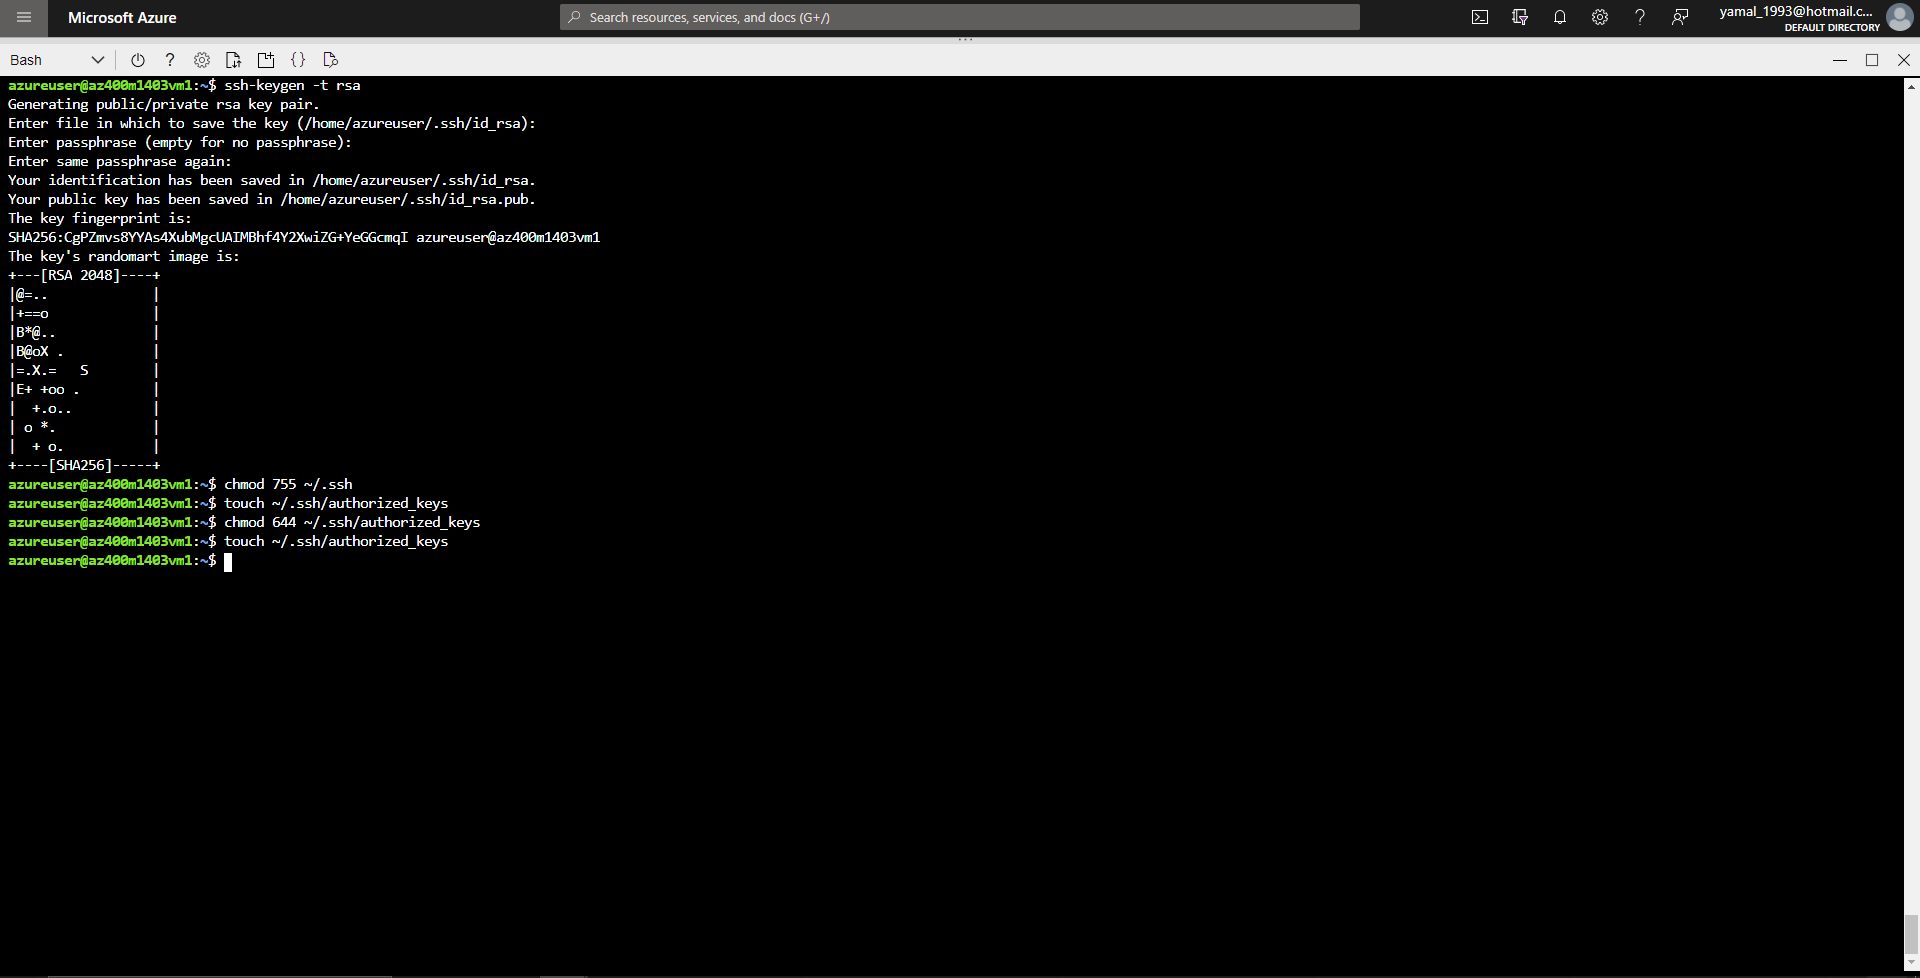 Microsoft Azure
Search resources, services, and docs (G+/)
yamal_1993@hotmail.c...
DEFAULT DIRECTORY
Bash
azureuser@az400m1403vm1:~$ ssh-keygen -t rsa
Generating public/private rsa key pair.
Enter file in which to save the key (/home/azureuser/.ssh/id_rsa):
Enter passphrase (empty for no passphrase):
Enter same passphrase again:
Your identification has been saved in /home/azureuser/.ssh/id_rsa.
Your public key has been saved in /home/azureuser/.ssh/id_rsa.pub.
The key fingerprint is:
SHA256:CgPZmvs8YYAs4XubMgcUAIMBhf4Y2XwiZG+YeGGcmqI azureuser@az400m1403vm1
The key's randomart image is:
+---[RSA 2048]----+
|@=..             |
|+==o             |
|B*@..            |
|B@oX .           |
|=.X.=   S        |
|E+ +oo .         |
|  +.o..          |
| o *.            |
|  + o.           |
+----[SHA256]-----+
azureuser@az400m1403vm1:~$ chmod 755 ~/.ssh
azureuser@az400m1403vm1:~$ touch ~/.ssh/authorized_keys
azureuser@az400m1403vm1:~$ chmod 644 ~/.ssh/authorized_keys
azureuser@az400m1403vm1:~$ touch ~/.ssh/authorized_keys
azureuser@az400m1403vm1:~$